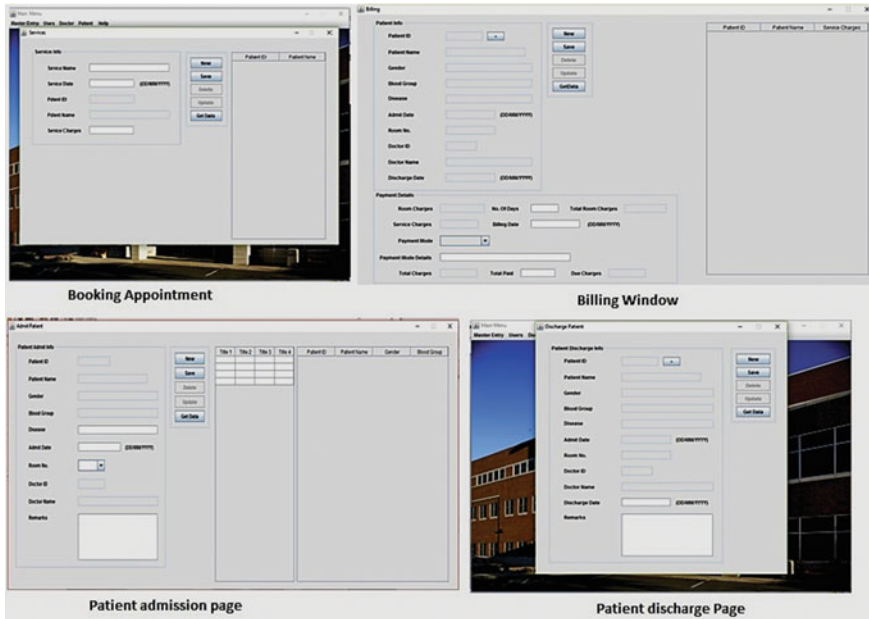 Main Menu
Master Entry Users Doctor Patient Help
Services
Service Info
Service Name
Service Date (DD/MM/YYYY)
Patient ID
Patient Name
Service Charges
New
Save
Delete
Update
Get Data
Patient ID Patient Name
Booking Appointment
Billing
Patient Info
Patient ID
Patient Name
Gender
Blood Group
Disease
Admit Date (DD/MM/YYYY)
Room No.
Doctor ID
Doctor Name
Discharge Date (DD/MM/YYYY)
New
Save
Delete
Update
GetData
Patient ID Patient Name Service Charges
Payment Details
Room Charges No. Of Days Total Room Charges
Service Charges Billing Date (DD/MM/YYYY)
Payment Mode
Payment Mode Details
Total Charges Total Paid Due Charges
Billing Window
Admit Patient
Patient Admit Info
Patient ID
Patient Name
Gender
Blood Group
Disease
Admit Date (DD/MM/YYYY)
Room No.
Doctor ID
Doctor Name
Remarks
New
Save
Delete
Update
Get Data
Title 1 Title 2 Title 3 Title 4
Patient ID Patient Name Gender Blood Group
Patient admission page
Main Menu
Master Entry Users
Discharge Patient
Patient Discharge Info
Patient ID
Patient Name
Gender
Blood Group
Disease
Admit Date (DD/MM/YYYY)
Room No.
Doctor ID
Doctor Name
Discharge Date (DD/MM/YYYY)
Remarks
New
Save
Delete
Update
Get Data
Patient discharge Page